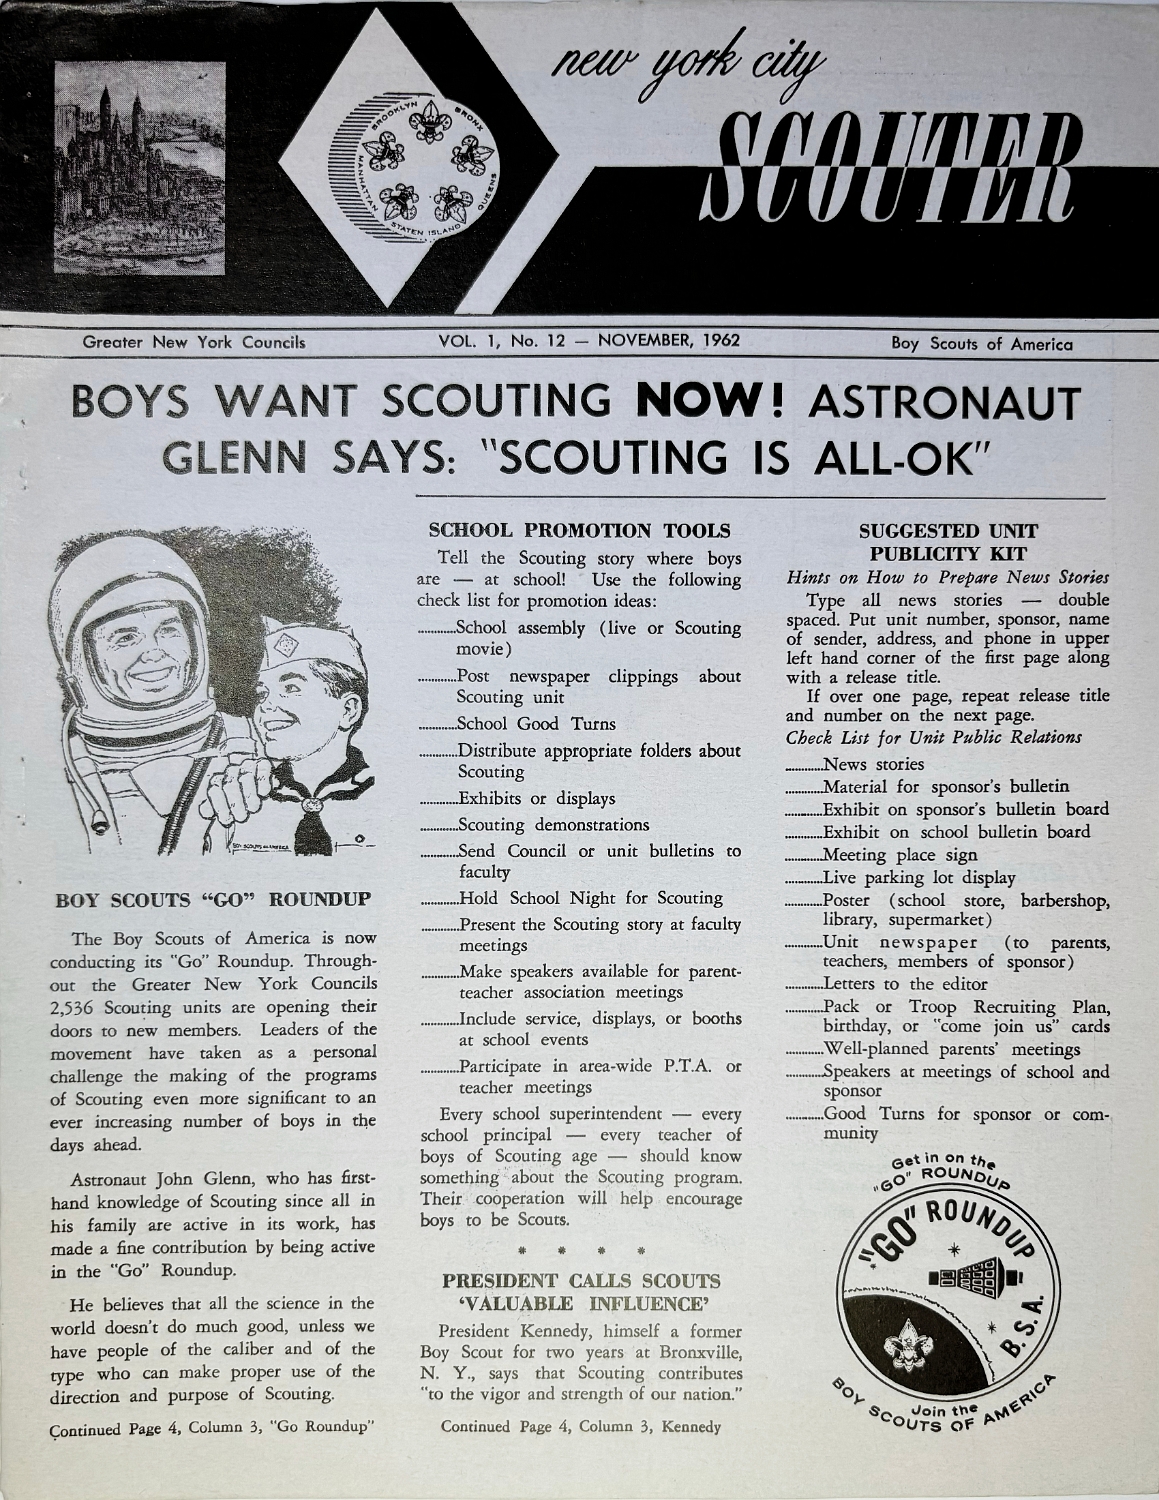 new york city
SCOUTER
BROOKLYN
BRONX
MANHATTAN
QUEENS
STATEN ISLAND
Greater New York Councils
VOL. 1, No. 12 — NOVEMBER, 1962
Boy Scouts of America
BOYS WANT SCOUTING NOW! ASTRONAUT
GLENN SAYS: "SCOUTING IS ALL-OK"
BOY SCOUTS OF AMERICA
BOY SCOUTS "GO" ROUNDUP
The Boy Scouts of America is now
conducting its "Go" Roundup. Through-
out the Greater New York Councils
2,536 Scouting units are opening their
doors to new members. Leaders of the
movement have taken as a personal
challenge the making of the programs
of Scouting even more significant to an
ever increasing number of boys in the
days ahead.
Astronaut John Glenn, who has first-
hand knowledge of Scouting since all in
his family are active in its work, has
made a fine contribution by being active
in the "Go" Roundup.
He believes that all the science in the
world doesn't do much good, unless we
have people of the caliber and of the
type who can make proper use of the
direction and purpose of Scouting.
Continued Page 4, Column 3, "Go Roundup"
SCHOOL PROMOTION TOOLS
Tell the Scouting story where boys
are — at school! Use the following
check list for promotion ideas:
............School assembly (live or Scouting
movie)
............Post newspaper clippings about
Scouting unit
............School Good Turns
............Distribute appropriate folders about
Scouting
............Exhibits or displays
............Scouting demonstrations
............Send Council or unit bulletins to
faculty
............Hold School Night for Scouting
............Present the Scouting story at faculty
meetings
............Make speakers available for parent-
teacher association meetings
............Include service, displays, or booths
at school events
............Participate in area-wide P.T.A. or
teacher meetings
Every school superintendent — every
school principal — every teacher of
boys of Scouting age — should know
something about the Scouting program.
Their cooperation will help encourage
boys to be Scouts.
* * * *
PRESIDENT CALLS SCOUTS
'VALUABLE INFLUENCE'
President Kennedy, himself a former
Boy Scout for two years at Bronxville,
N. Y., says that Scouting contributes
"to the vigor and strength of our nation."
Continued Page 4, Column 3, Kennedy
SUGGESTED UNIT
PUBLICITY KIT
Hints on How to Prepare News Stories
Type all news stories — double
spaced. Put unit number, sponsor, name
of sender, address, and phone in upper
left hand corner of the first page along
with a release title.
If over one page, repeat release title
and number on the next page.
Check List for Unit Public Relations
............News stories
............Material for sponsor's bulletin
............Exhibit on sponsor's bulletin board
............Exhibit on school bulletin board
............Meeting place sign
............Live parking lot display
............Poster (school store, barbershop,
library, supermarket)
............Unit newspaper (to parents,
teachers, members of sponsor)
............Letters to the editor
............Pack or Troop Recruiting Plan,
birthday, or "come join us" cards
............Well-planned parents' meetings
............Speakers at meetings of school and
sponsor
............Good Turns for sponsor or com-
munity
Get in on the
"GO" ROUNDUP
"GO" ROUNDUP
B.S.A.
Join the
BOY SCOUTS OF AMERICA